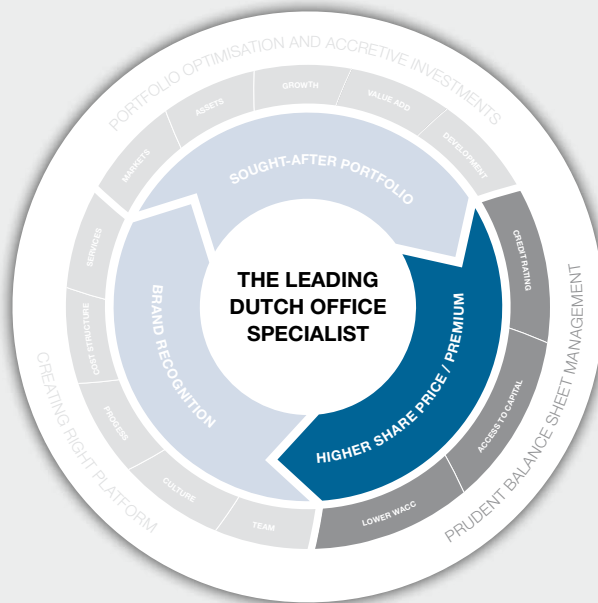 PORTFOLIO OPTIMISATION AND ACCRETIVE INVESTMENTS
MARKETS
ASSETS
GROWTH
VALUE ADD
DEVELOPMENT
SOUGHT-AFTER PORTFOLIO
THE LEADING
DUTCH OFFICE
SPECIALIST
HIGHER SHARE PRICE / PREMIUM
CREDIT RATING
ACCESS TO CAPITAL
LOWER WACC
PRUDENT BALANCE SHEET MANAGEMENT
BRAND RECOGNITION
SERVICES
COST STRUCTURE
PROGESS
CULTURE
TEAM
CREATING RIGHT PLATFORM